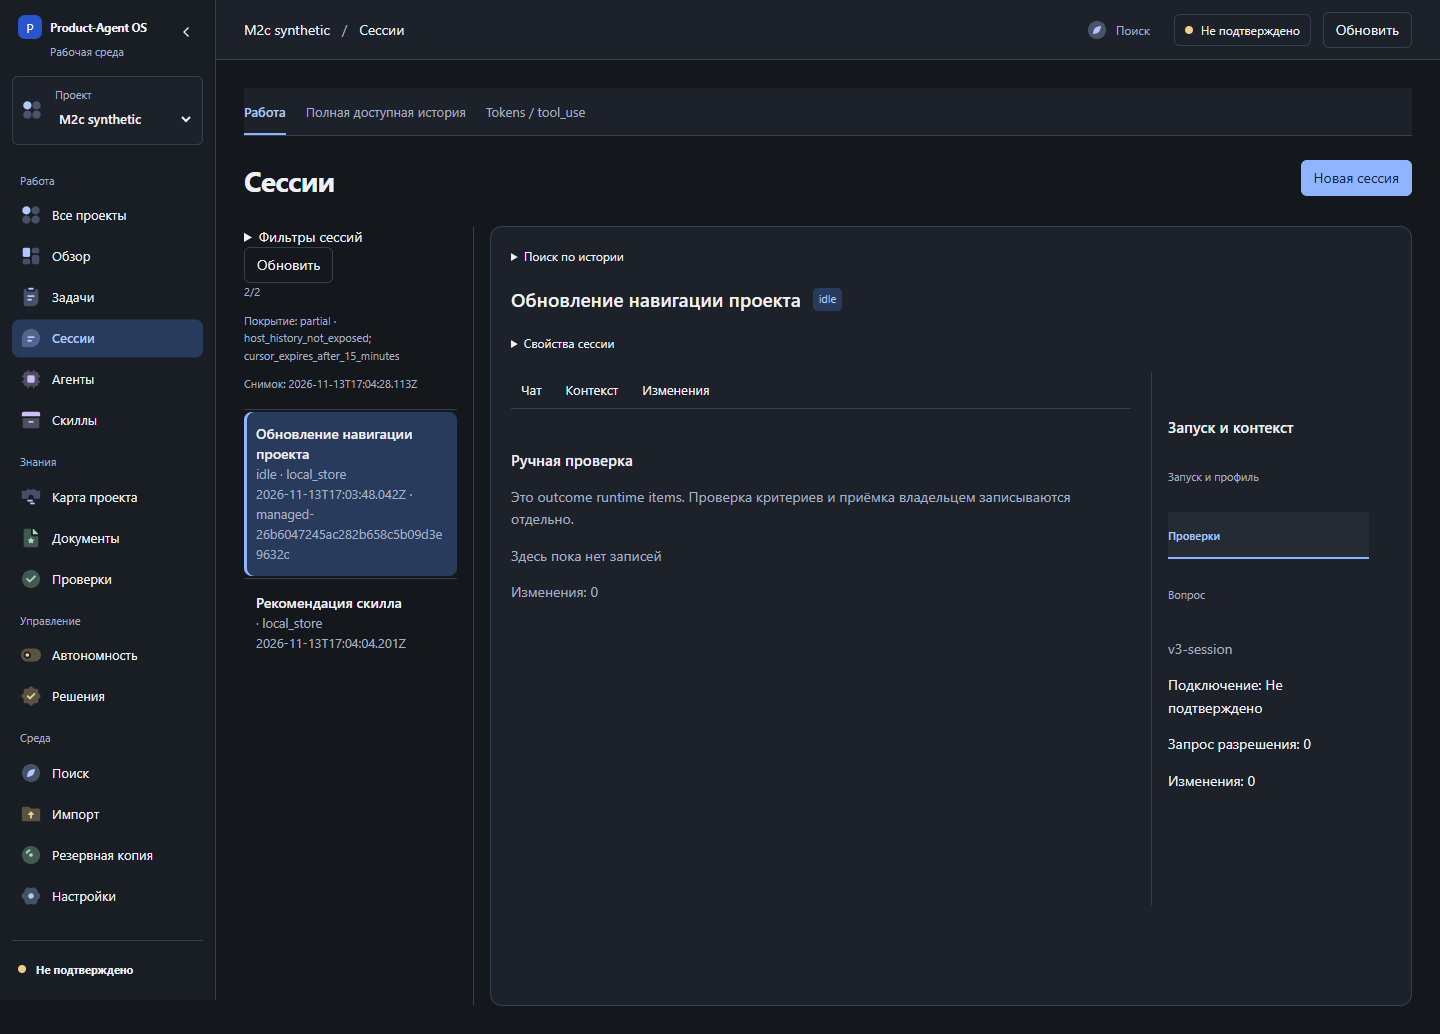 P
Product-Agent OS
Рабочая среда
Проект
M2c synthetic
Работа
Все проекты
Обзор
Задачи
Сессии
Агенты
Скиллы
Знания
Карта проекта
Документы
Проверки
Управление
Автономность
Решения
Среда
Поиск
Импорт
Резервная копия
Настройки
Не подтверждено
M2c synthetic / Сессии
Поиск
Не подтверждено
Обновить
Работа
Полная доступная история
Tokens / tool_use
Сессии
Новая сессия
Фильтры сессий
Обновить
2/2
Покрытие: partial ·
host_history_not_exposed;
cursor_expires_after_15_minutes
Снимок: 2026-11-13T17:04:28.113Z
Обновление навигации
проекта
idle · local_store
2026-11-13T17:03:48.042Z ·
managed-
26b6047245ac282b658c5b09d3e
9632c
Рекомендация скилла
· local_store
2026-11-13T17:04:04.201Z
Поиск по истории
Обновление навигации проекта
idle
Свойства сессии
Чат
Контекст
Изменения
Ручная проверка
Это outcome runtime items. Проверка критериев и приёмка владельцем записываются
отдельно.
Здесь пока нет записей
Изменения: 0
Запуск и контекст
Запуск и профиль
Проверки
Вопрос
v3-session
Подключение: Не
подтверждено
Запрос разрешения: 0
Изменения: 0